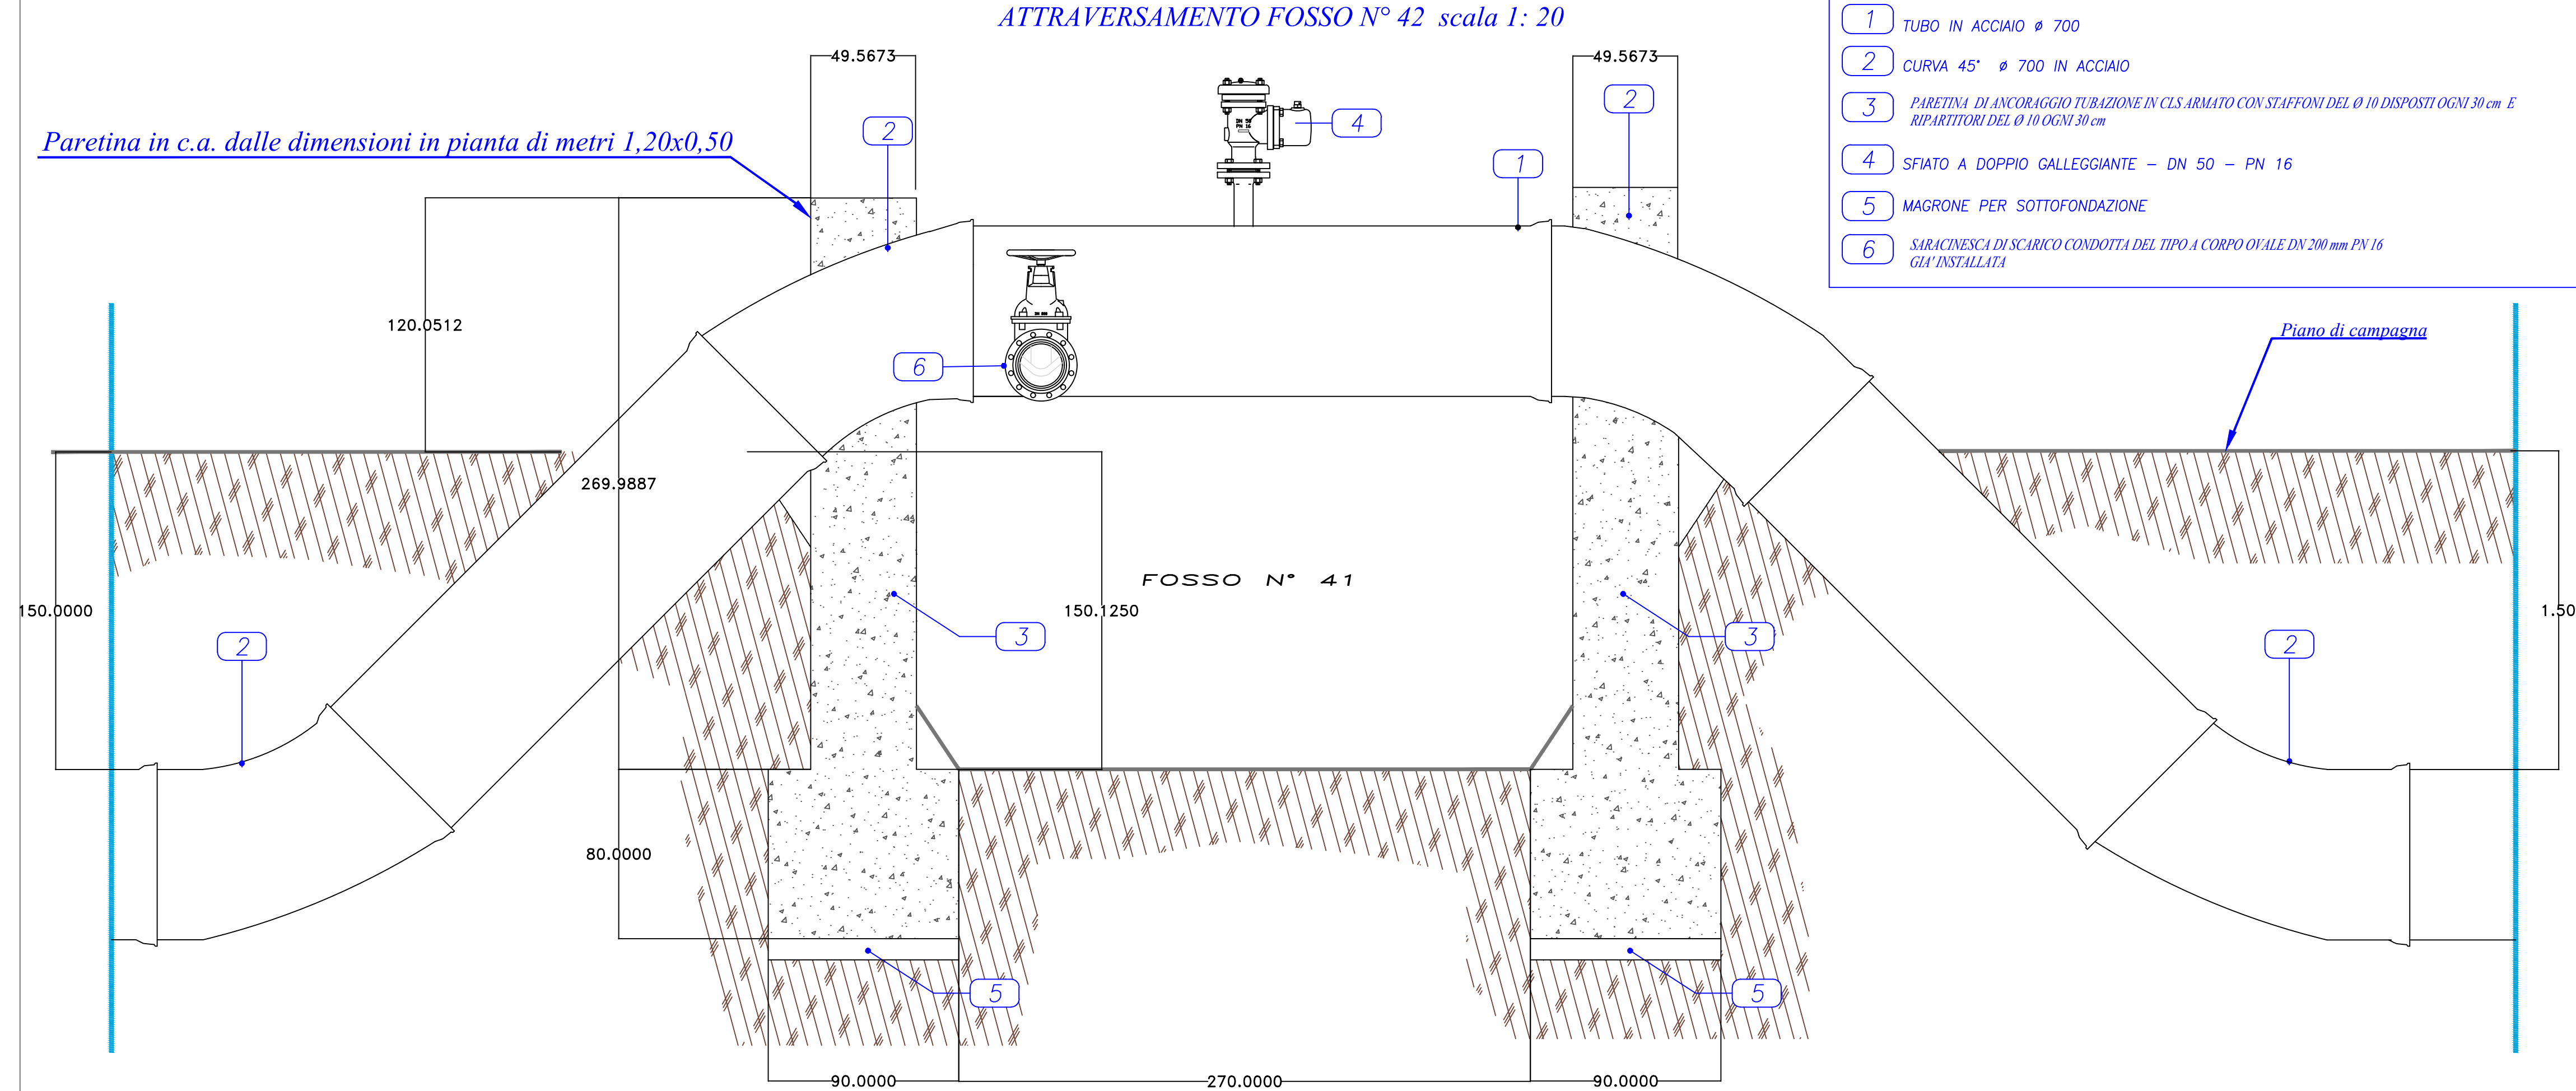 ATTRAVERSAMENTO FOSSO N° 42 scala 1: 20
1 TUBO IN ACCIAIO ø 700
2 CURVA 45° ø 700 IN ACCIAIO
3 PARETINA DI ANCORAGGIO TUBAZIONE IN CLS ARMATO CON STAFFONI DEL Ø 10 DISPOSTI OGNI 30 cm E
RIPARTITORI DEL Ø 10 OGNI 30 cm
4 SFIATO A DOPPIO GALLEGGIANTE - DN 50 - PN 16
5 MAGRONE PER SOTTOFONDAZIONE
6 SARACINESCA DI SCARICO CONDOTTA DEL TIPO A CORPO OVALE DN 200 mm PN 16
GIA' INSTALLATA
49.5673
49.5673
2
2
DN 50
PN 16
4
Paretina in c.a. dalle dimensioni in pianta di metri 1,20x0,50
1
120.0512
Piano di campagna
6
269.9887
FOSSO N° 41
150.0000
150.1250
1.50
2
3
3
2
80.0000
5
5
90.0000
270.0000
90.0000